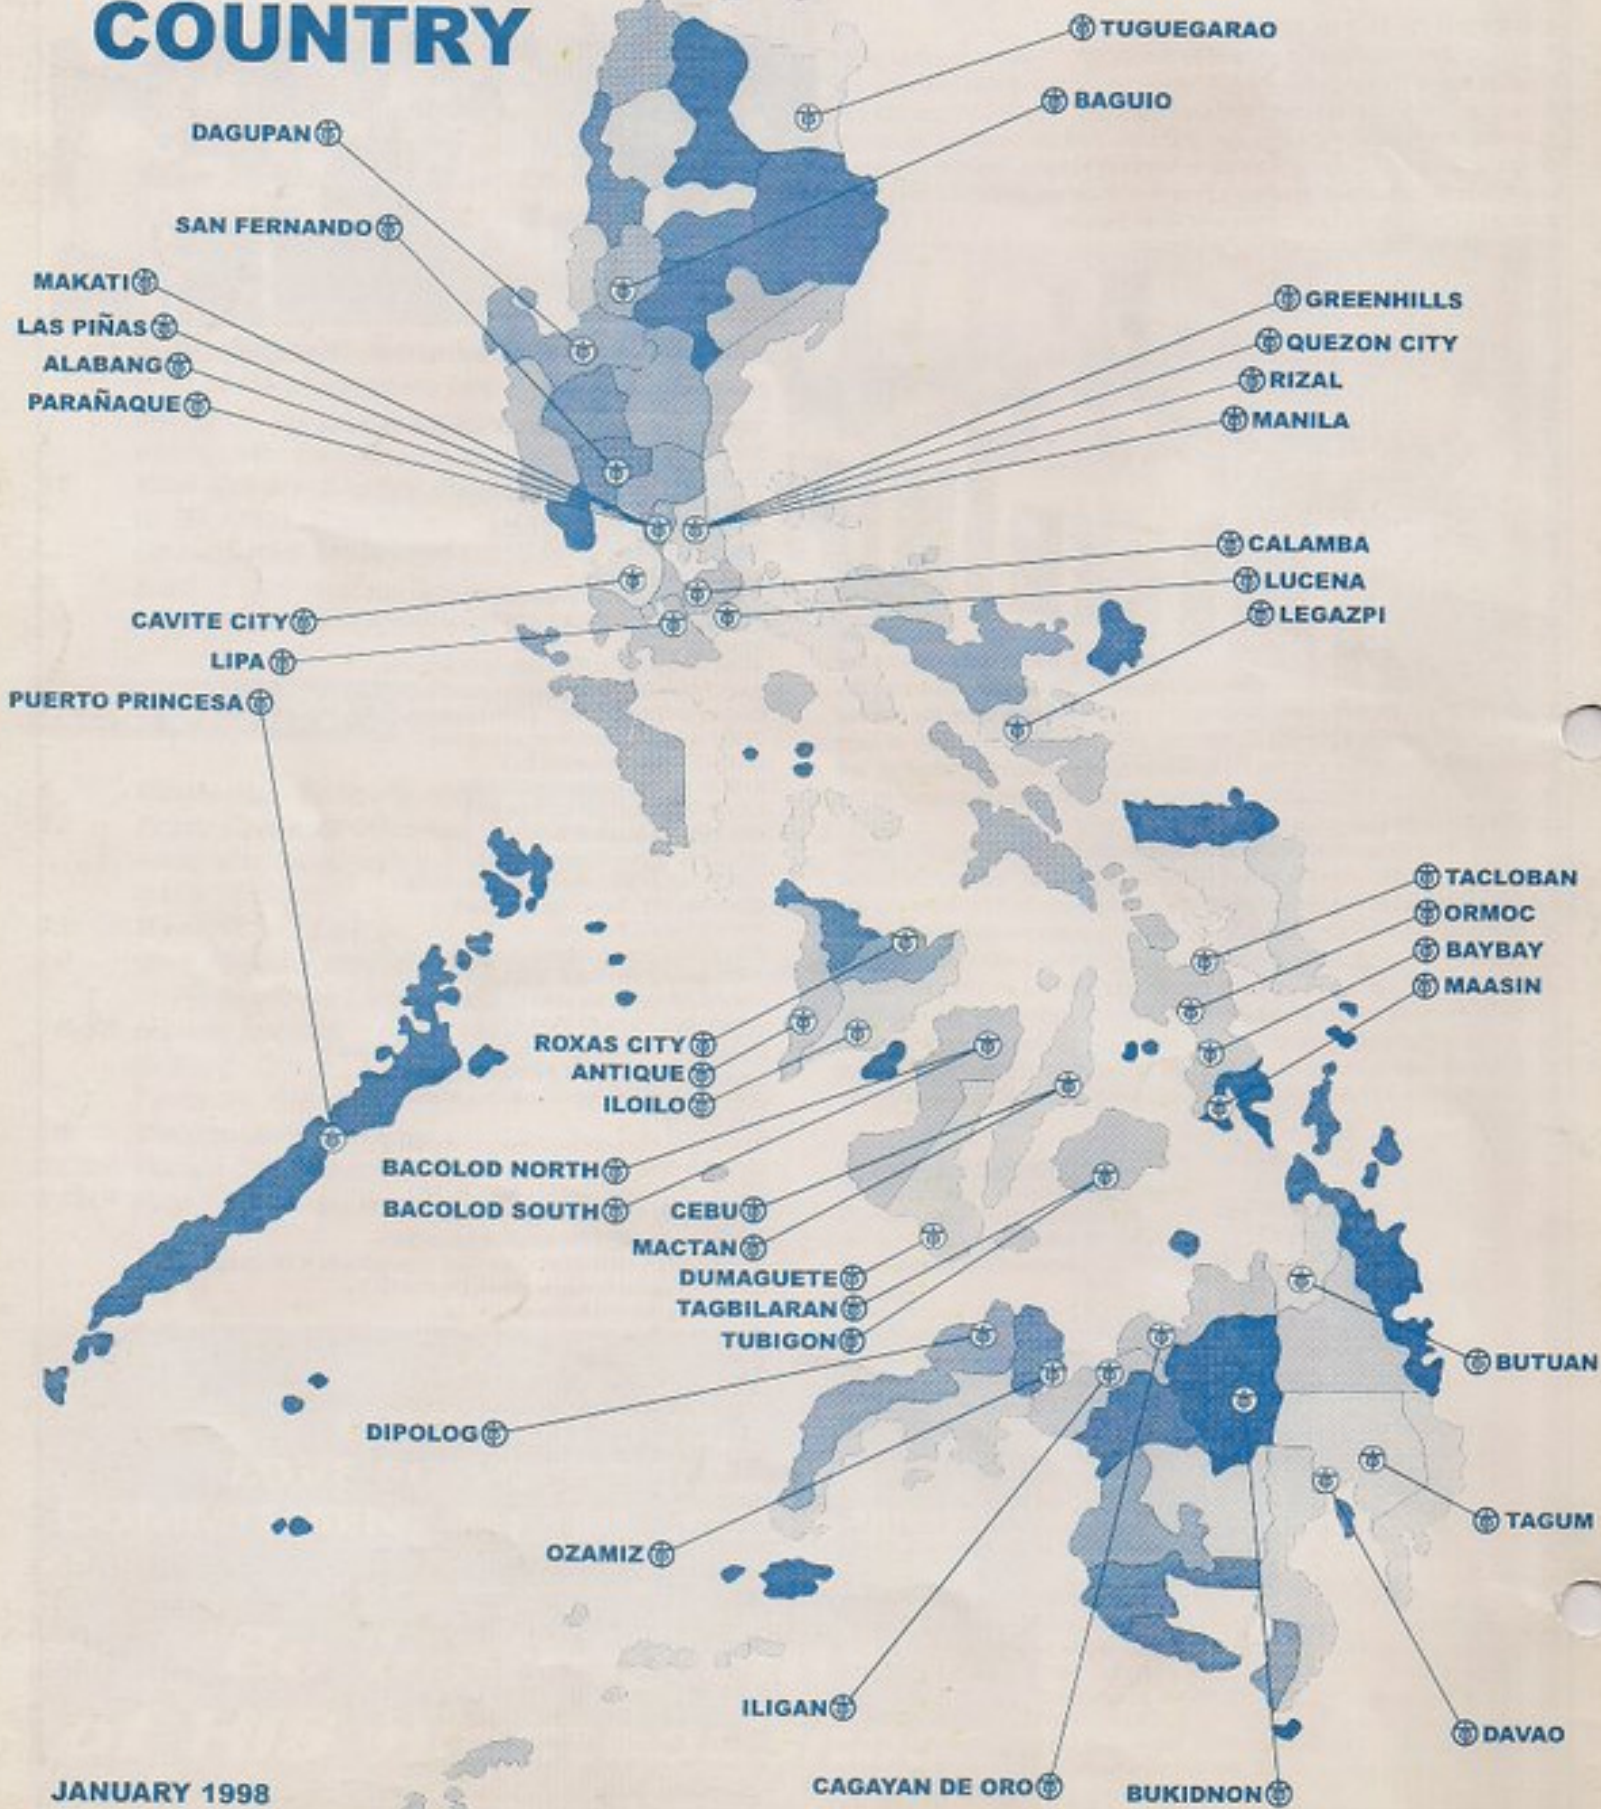 COUNTRY
TUGUEGARAO
BAGUIO
DAGUPAN
SAN FERNANDO
MAKATI
LAS PIÑAS
ALABANG
PARAÑAQUE
GREENHILLS
QUEZON CITY
RIZAL
MANILA
CALAMBA
LUCENA
LEGAZPI
CAVITE CITY
LIPA
PUERTO PRINCESA
TACLOBAN
ORMOC
BAYBAY
MAASIN
ROXAS CITY
ANTIQUE
ILOILO
BACOLOD NORTH
BACOLOD SOUTH
CEBU
MACTAN
DUMAGUETE
TAGBILARAN
TUBIGON
BUTUAN
DIPOLOG
TAGUM
OZAMIZ
ILIGAN
DAVAO
CAGAYAN DE ORO
BUKIDNON
JANUARY 1998